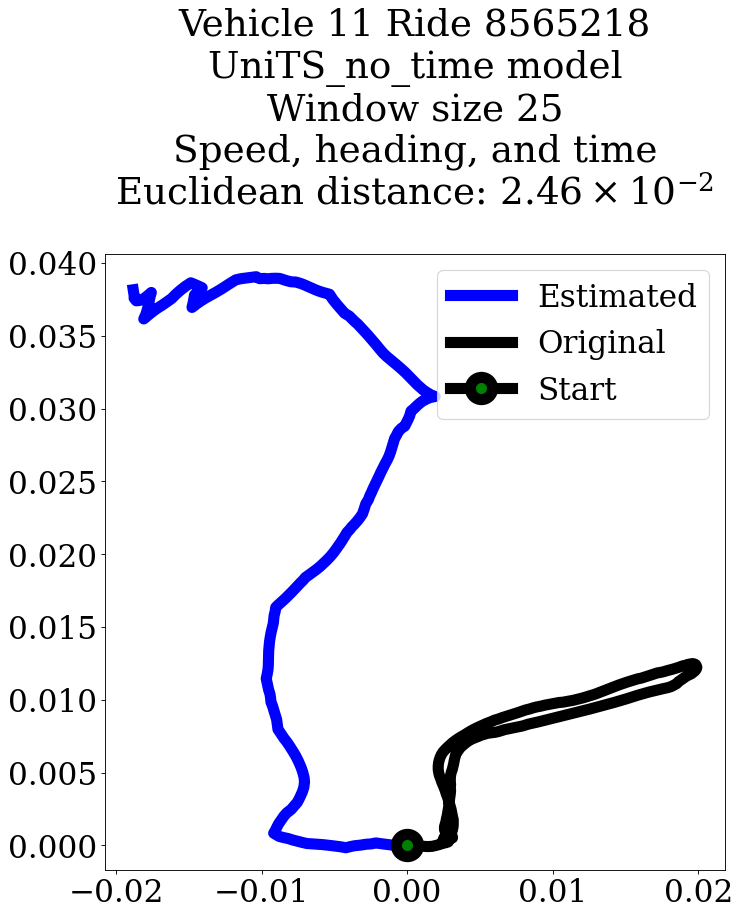 Vehicle 11 Ride 8565218
UniTS_no_time model
Window size 25
Speed, heading, and time
Euclidean distance: 2.46 × 10⁻²
0.040
0.035
0.030
0.025
0.020
0.015
0.010
0.005
0.000
Estimated
Original
Start
−0.02 −0.01 0.00 0.01 0.02